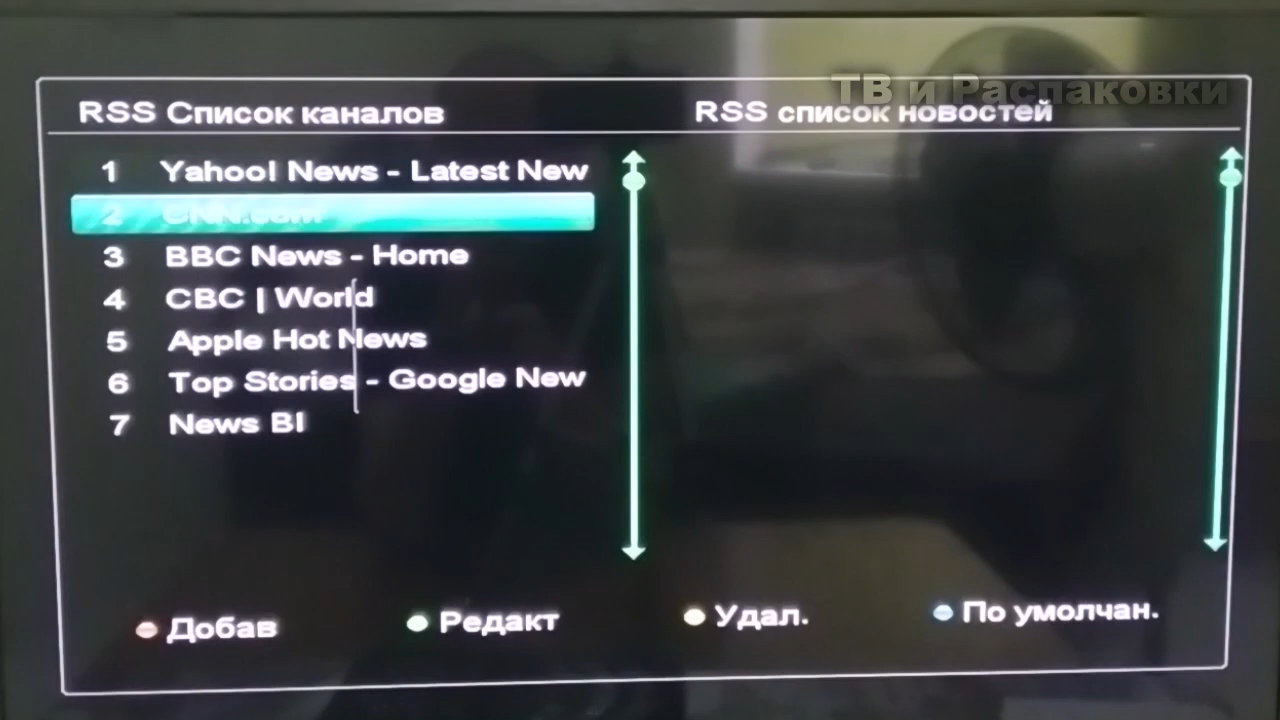 ТВ и Распаковки
RSS Список каналов
RSS список новостей
1 Yahoo! News - Latest New
2 CNN.com
3 BBC News - Home
4 CBC | World
5 Apple Hot News
6 Top Stories - Google New
7 News BI
Добав
Редакт
Удал.
По умолчан.